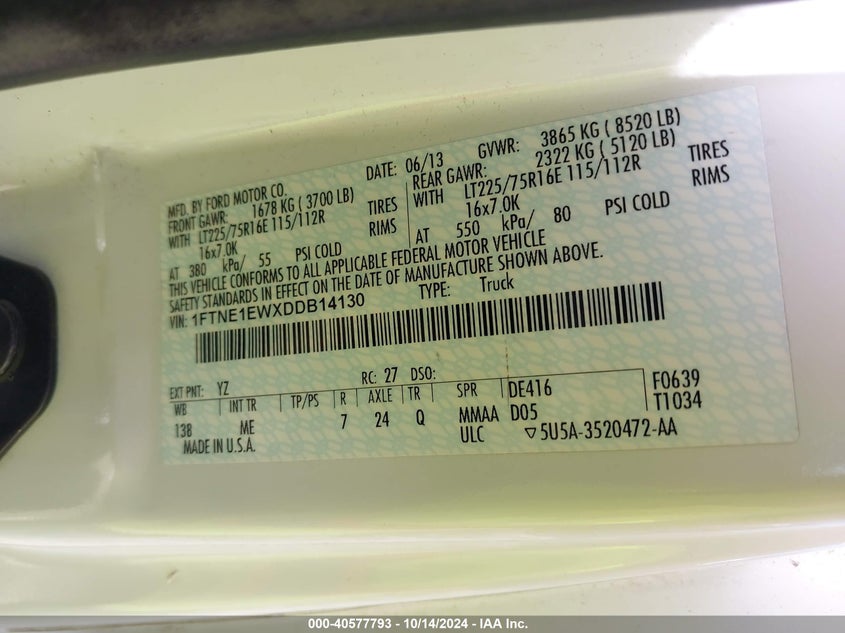 MFD. BY FORD MOTOR CO.
DATE: 06/13 GVWR: 3865 KG ( 8520 LB)
FRONT GAWR: 1678 KG ( 3700 LB) REAR GAWR: 2322 KG ( 5120 LB)
WITH LT225/75R16E 115/112R TIRES WITH LT225/75R16E 115/112R TIRES
16x7.0K RIMS 16x7.0K RIMS
AT 380 kPa/ 55 PSI COLD AT 550 kPa/ 80 PSI COLD
THIS VEHICLE CONFORMS TO ALL APPLICABLE FEDERAL MOTOR VEHICLE
SAFETY STANDARDS IN EFFECT ON THE DATE OF MANUFACTURE SHOWN ABOVE.
VIN: 1FTNE1EWXDDB14130 TYPE: Truck
EXT PNT: YZ RC: 27 DSO:
WB INT TR TP/PS R AXLE TR SPR DE416 F0639
138 ME 7 24 Q MMAA D05 T1034
MADE IN U.S.A. ULC ▽5U5A-3520472-AA
000-40577793 - 10/14/2024 - IAA Inc.